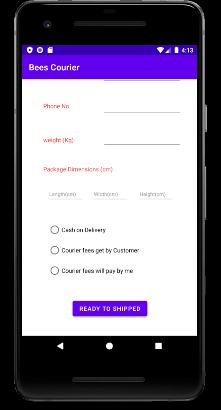 4:13
Bees Courier
Phone No
weight (Kg)
Package Dimensions (cm)
Length(cm) Width(cm) Height(cm)
Cash on Delivery
Courier fees get by Customer
Courier fees will pay by me
READY TO SHIPPED